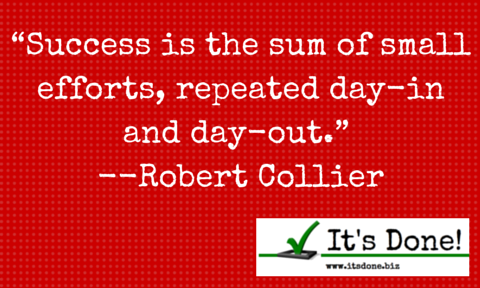 “Success is the sum of small
efforts, repeated day-in
and day-out.”
--Robert Collier
It's Done!
www.itsdone.biz